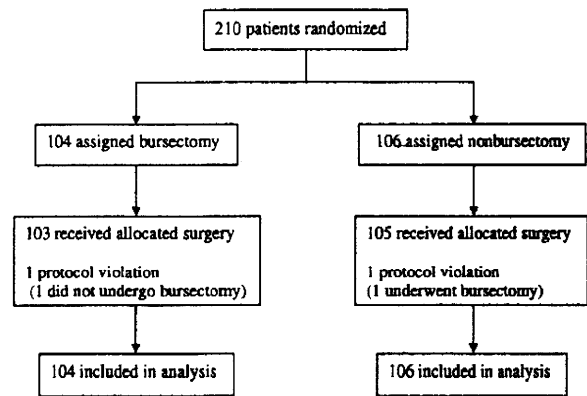 210 patients randomized
104 assigned bursectomy
106 assigned nonbursectomy
103 received allocated surgery
1 protocol violation
(1 did not undergo bursectomy)
105 received allocated surgery
1 protocol violation
(1 underwent bursectomy)
104 included in analysis
106 included in analysis